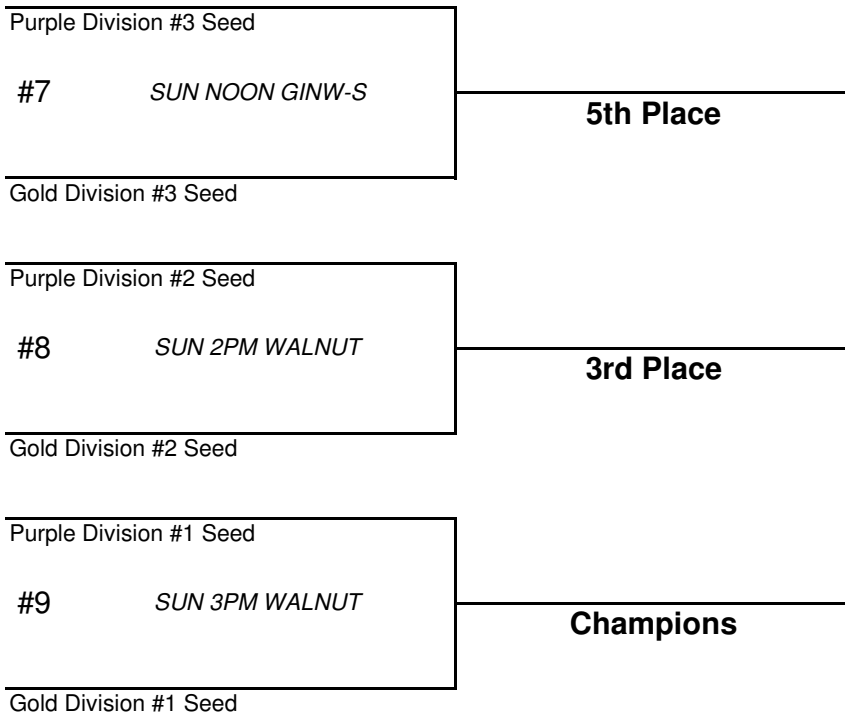 Purple Division #3 Seed
#7 SUN NOON GINW-S
5th Place
Gold Division #3 Seed
Purple Division #2 Seed
#8 SUN 2PM WALNUT
3rd Place
Gold Division #2 Seed
Purple Division #1 Seed
#9 SUN 3PM WALNUT
Champions
Gold Division #1 Seed